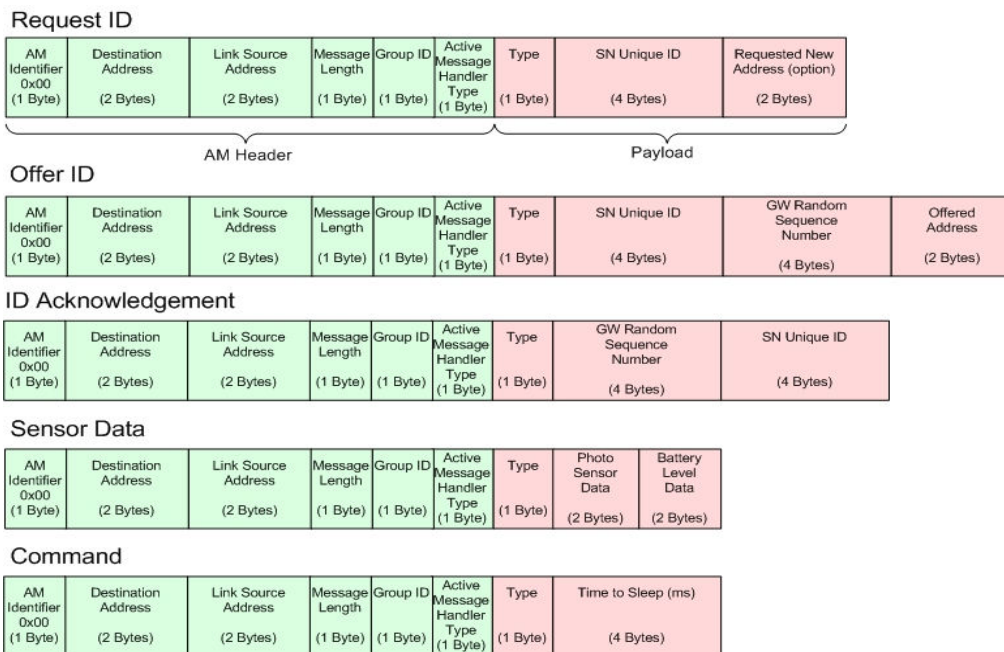 Request ID
AM Identifier 0x00 (1 Byte)
Destination Address (2 Bytes)
Link Source Address (2 Bytes)
Message Length (1 Byte)
Group ID (1 Byte)
Active Message Handler Type (1 Byte)
Type (1 Byte)
SN Unique ID (4 Bytes)
Requested New Address (option) (2 Bytes)
AM Header
Payload
Offer ID
AM Identifier 0x00 (1 Byte)
Destination Address (2 Bytes)
Link Source Address (2 Bytes)
Message Length (1 Byte)
Group ID (1 Byte)
Active Message Handler Type (1 Byte)
Type (1 Byte)
SN Unique ID (4 Bytes)
GW Random Sequence Number (4 Bytes)
Offered Address (2 Bytes)
ID Acknowledgement
AM Identifier 0x00 (1 Byte)
Destination Address (2 Bytes)
Link Source Address (2 Bytes)
Message Length (1 Byte)
Group ID (1 Byte)
Active Message Handler Type (1 Byte)
Type (1 Byte)
GW Random Sequence Number (4 Bytes)
SN Unique ID (4 Bytes)
Sensor Data
AM Identifier 0x00 (1 Byte)
Destination Address (2 Bytes)
Link Source Address (2 Bytes)
Message Length (1 Byte)
Group ID (1 Byte)
Active Message Handler Type (1 Byte)
Type (1 Byte)
Photo Sensor Data (2 Bytes)
Battery Level Data (2 Bytes)
Command
AM Identifier 0x00 (1 Byte)
Destination Address (2 Bytes)
Link Source Address (2 Bytes)
Message Length (1 Byte)
Group ID (1 Byte)
Active Message Handler Type (1 Byte)
Type (1 Byte)
Time to Sleep (ms) (4 Bytes)